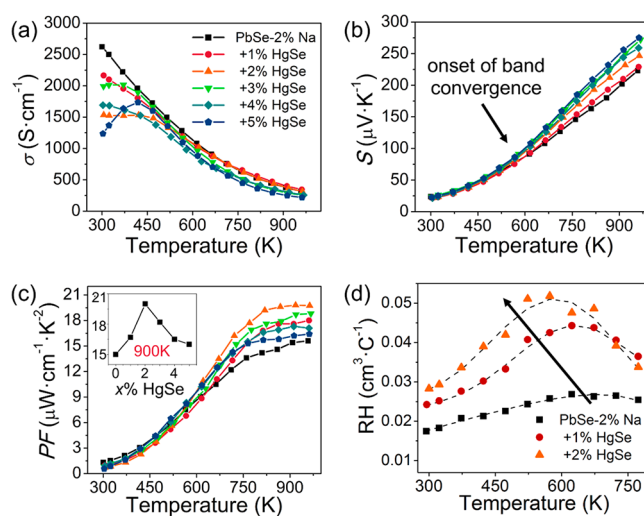 (a)
σ (S·cm⁻¹)
3000
2500
2000
1500
1000
500
0
PbSe-2% Na
+1% HgSe
+2% HgSe
+3% HgSe
+4% HgSe
+5% HgSe
300 450 600 750 900
Temperature (K)
(b)
S (μV·K⁻¹)
300
250
200
150
100
50
0
onset of band
convergence
300 450 600 750 900
Temperature (K)
(c)
PF (μW·cm⁻¹·K⁻²)
21
18
15
12
9
6
3
0
21
18
15
900K
0 2 4
x% HgSe
300 450 600 750 900
Temperature (K)
(d)
RH (cm³·C⁻¹)
0.05
0.04
0.03
0.02
0.01
PbSe-2% Na
+1% HgSe
+2% HgSe
300 450 600 750
Temperature (K)